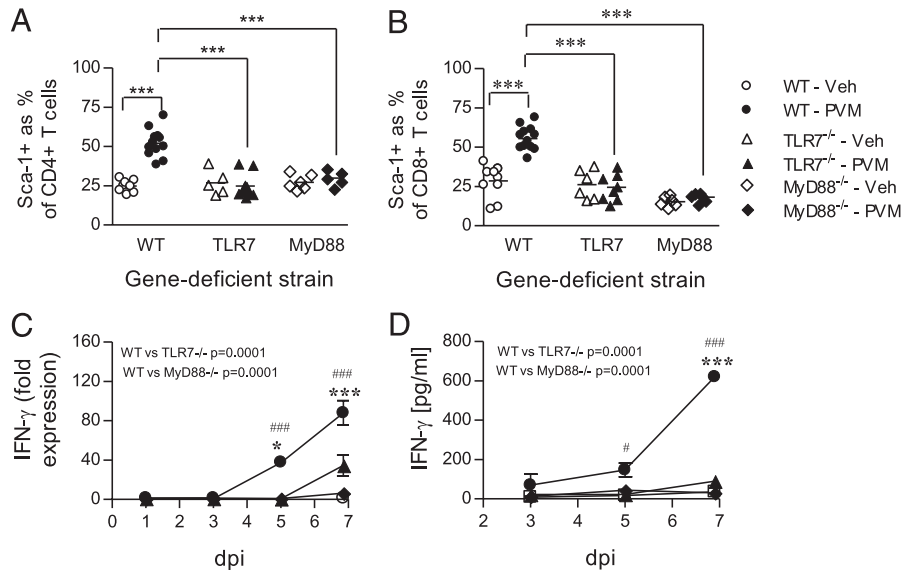 A
***
***
***
Sca-1+ as %
of CD4+ T cells
100
75
50
25
0
WT
TLR7
MyD88
Gene-deficient strain
B
***
***
***
Sca-1+ as %
of CD8+ T cells
100
75
50
25
0
WT
TLR7
MyD88
Gene-deficient strain
WT - Veh
WT - PVM
TLR7-/- - Veh
TLR7-/- - PVM
MyD88-/- - Veh
MyD88-/- - PVM
C
WT vs TLR7-/- p=0.0001
WT vs MyD88-/- p=0.0001
###
*
###
***
IFN-γ (fold
expression)
160
120
80
40
0
0 1 2 3 4 5 6 7
dpi
D
WT vs TLR7-/- p=0.0001
WT vs MyD88-/- p=0.0001
#
###
***
IFN-γ [pg/ml]
800
600
400
200
0
2 3 4 5 6 7
dpi